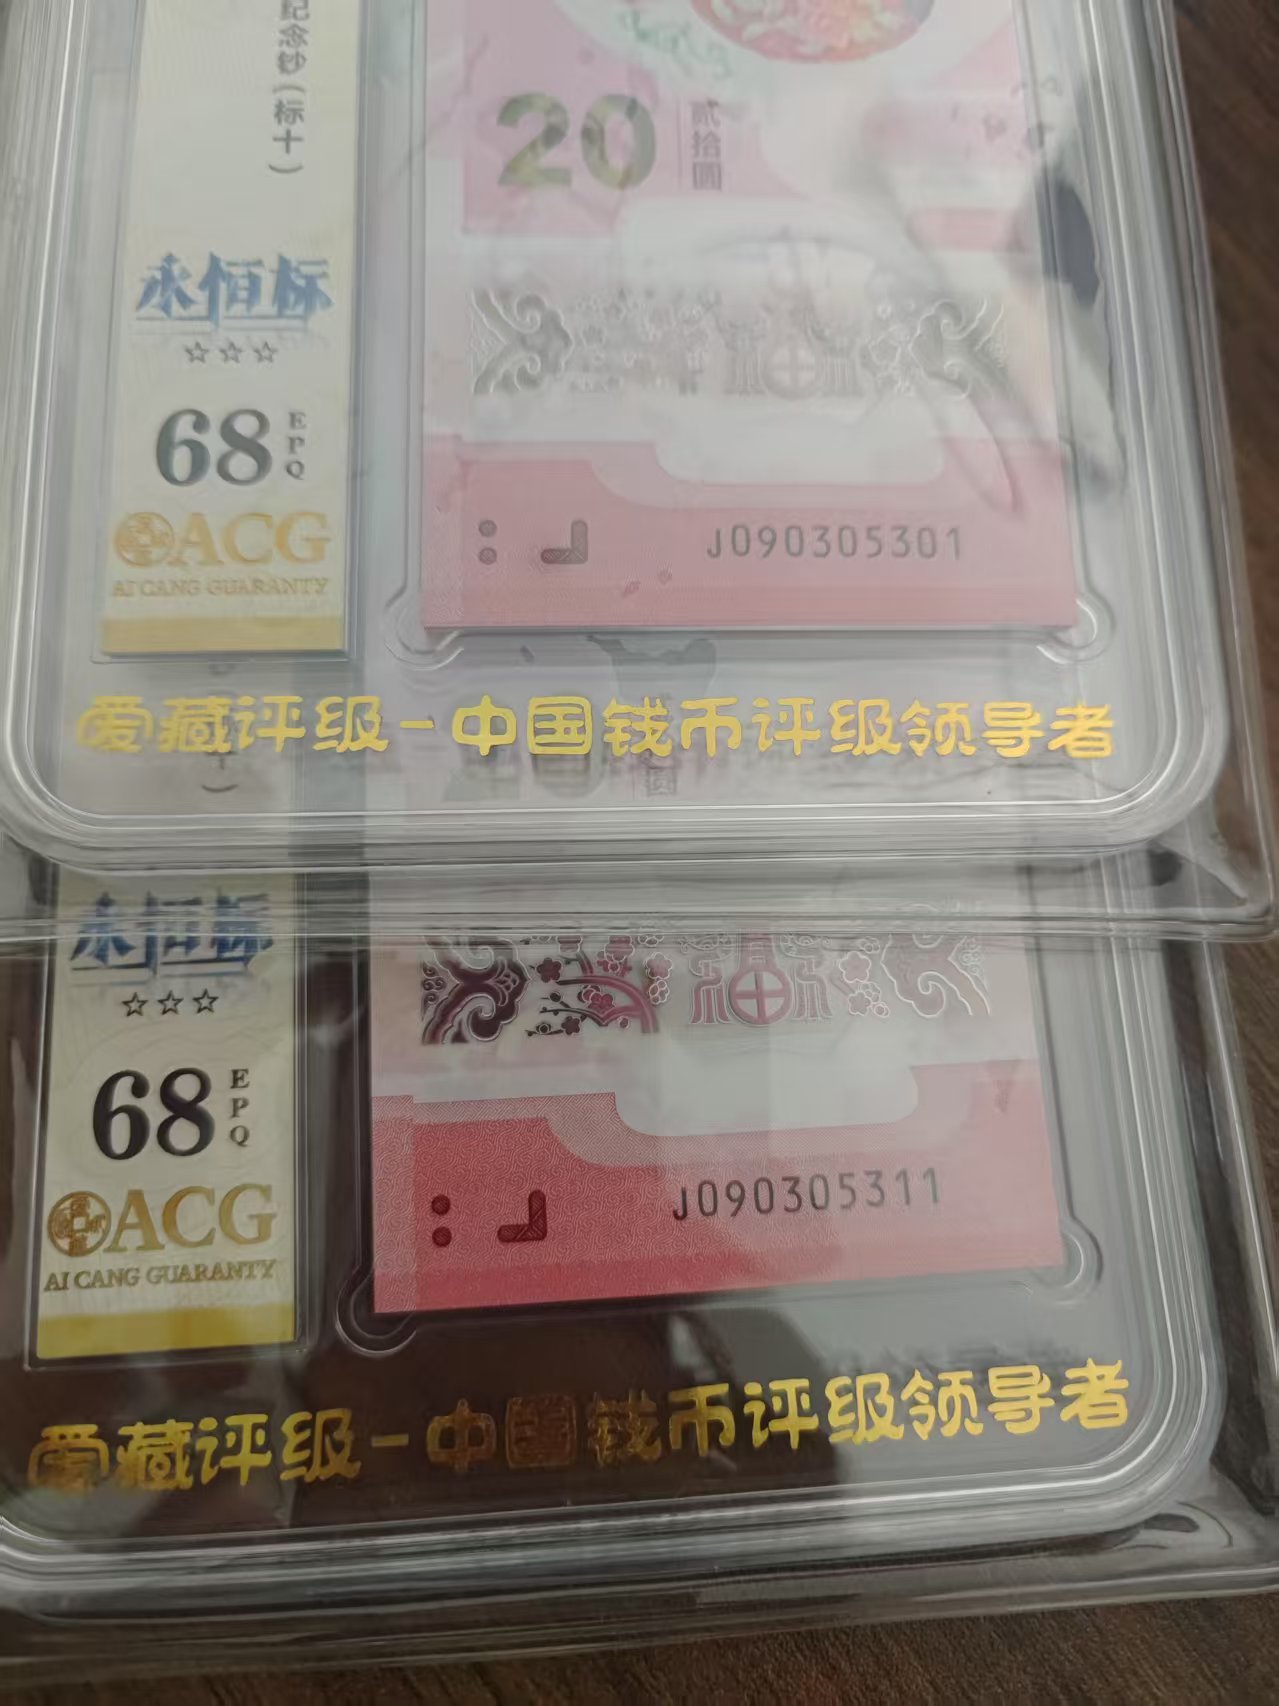 纪念钞(标十)
20
贰拾圆
永恒标
☆☆☆
68
EPQ
ACG
AI CANG GUARANTY
J090305301
爱藏评级-中国钱币评级领导者
永恒标
☆☆☆
68
EPQ
ACG
AI CANG GUARANTY
J090305311
爱藏评级-中国钱币评级领导者